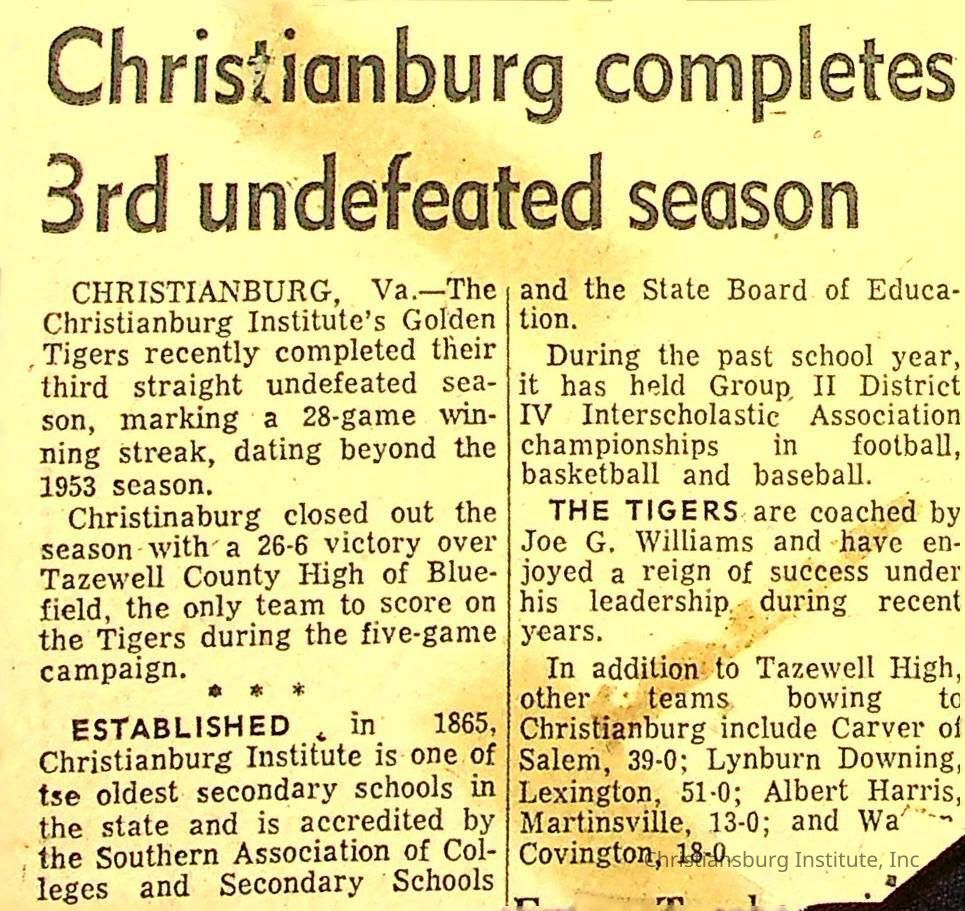 Christianburg completes
3rd undefeated season
CHRISTIANBURG, Va.—The
Christianburg Institute's Golden
Tigers recently completed their
third straight undefeated sea-
son, marking a 28-game win-
ning streak, dating beyond the
1953 season.
Christinaburg closed out the
season with a 26-6 victory over
Tazewell County High of Blue-
field, the only team to score on
the Tigers during the five-game
campaign.
* * *
ESTABLISHED in 1865,
Christianburg Institute is one of
tse oldest secondary schools in
the state and is accredited by
the Southern Association of Col-
leges and Secondary Schools
and the State Board of Educa-
tion.
During the past school year,
it has held Group II District
IV Interscholastic Association
championships in football,
basketball and baseball.
THE TIGERS are coached by
Joe G. Williams and have en-
joyed a reign of success under
his leadership during recent
years.
In addition to Tazewell High,
other teams bowing to
Christianburg include Carver of
Salem, 39-0; Lynburn Downing,
Lexington, 51-0; Albert Harris,
Martinsville, 13-0; and
Covington, 18-0
Christiansburg Institute, Inc